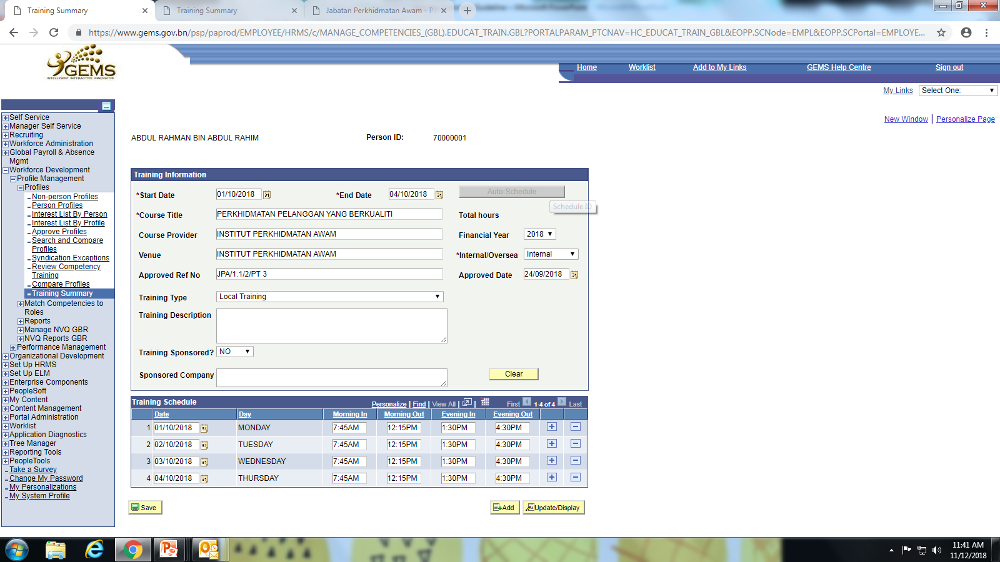 Training Summary
Training Summary
Jabatan Perkhidmatan Awam - P
https://www.gems.gov.bn/psp/paprod/EMPLOYEE/HRMS/c/MANAGE_COMPETENCIES_(GBL).EDUCAT_TRAIN.GBL?PORTALPARAM_PTCNAV=HC_EDUCAT_TRAIN_GBL&EOPP.SCNode=EMPL&EOPP.SCPortal=EMPLOYE...
GEMS
INTELLIGENT. INTERACTIVE. INNOVATIVE.
Home
Worklist
Add to My Links
GEMS Help Centre
Sign out
My Links
Select One:
New Window | Personalize Page
Self Service
Manager Self Service
Recruiting
Workforce Administration
Global Payroll & Absence
Mgmt
Workforce Development
Profile Management
Profiles
Non-person Profiles
Person Profiles
Interest List By Person
Interest List By Profile
Approve Profiles
Search and Compare
Profiles
Syndication Exceptions
Review Competency
Training
Compare Profiles
Training Summary
Match Competencies to
Roles
Reports
Manage NVQ GBR
NVQ Reports GBR
Performance Management
Organizational Development
Set Up HRMS
Set Up ELM
Enterprise Components
PeopleSoft
My Content
Content Management
Portal Administration
Worklist
Application Diagnostics
Tree Manager
Reporting Tools
PeopleTools
Take a Survey
Change My Password
My Personalizations
My System Profile
ABDUL RAHMAN BIN ABDUL RAHIM Person ID: 70000001
Training Information
*Start Date 01/10/2018 *End Date 04/10/2018 Auto-Schedule
Schedule ID
*Course Title PERKHIDMATAN PELANGGAN YANG BERKUALITI Total hours
Course Provider INSTITUT PERKHIDMATAN AWAM Financial Year 2018
Venue INSTITUT PERKHIDMATAN AWAM *Internal/Oversea Internal
Approved Ref No JPA/1.1/2/PT 3 Approved Date 24/09/2018
Training Type Local Training
Training Description
Training Sponsored? NO
Sponsored Company Clear
Training Schedule Personalize | Find | View All | | First 1-4 of 4 Last
Date Day Morning In Morning Out Evening In Evening Out
1 01/10/2018 MONDAY 7:45AM 12:15PM 1:30PM 4:30PM
2 02/10/2018 TUESDAY 7:45AM 12:15PM 1:30PM 4:30PM
3 03/10/2018 WEDNESDAY 7:45AM 12:15PM 1:30PM 4:30PM
4 04/10/2018 THURSDAY 7:45AM 12:15PM 1:30PM 4:30PM
Save Add Update/Display
11:41 AM
11/12/2018